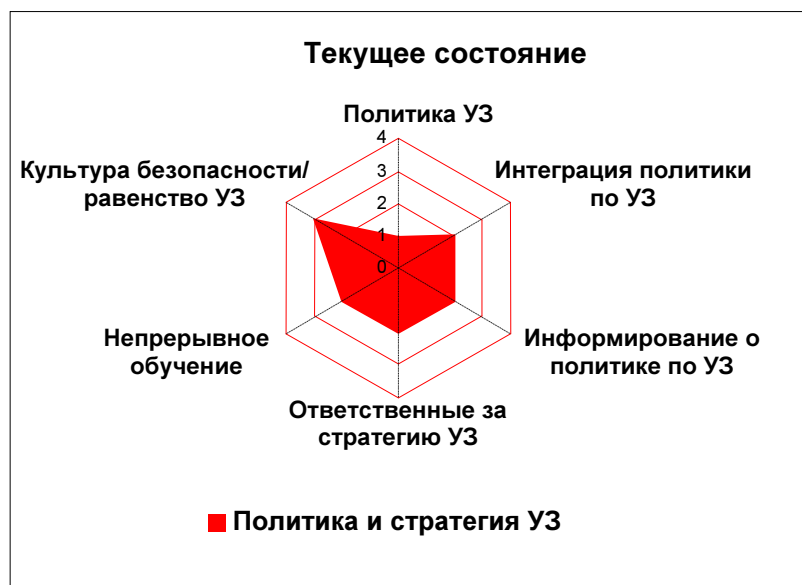 Текущее состояние
Политика УЗ
4
3
2
1
0
Культура безопасности/
равенство УЗ
Интеграция политики
по УЗ
Непрерывное
обучение
Информирование о
политике по УЗ
Ответственные за
стратегию УЗ
Политика и стратегия УЗ